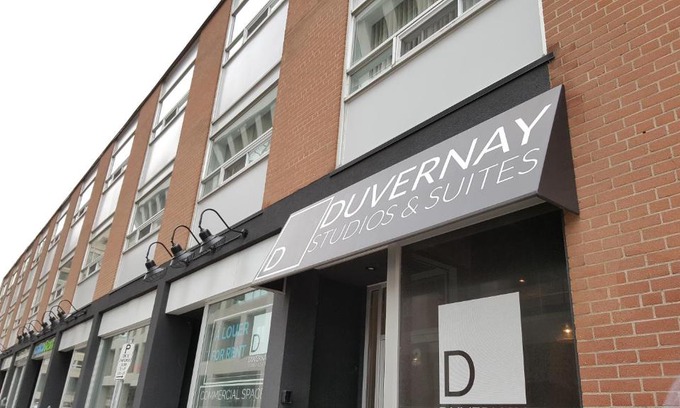 D
DUVERNAY
STUDIOS & SUITES
À LOUER
FOR RENT
D
COMMERCIAL SPACE
D
P